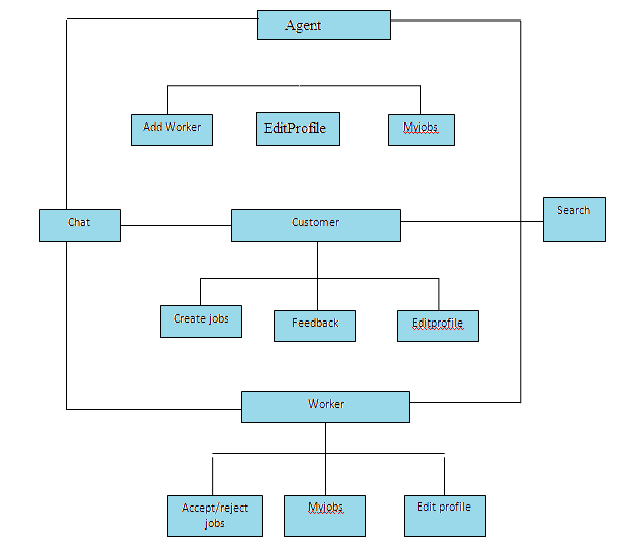 Agent
Add Worker
EditProfile
Myjobs
Chat
Customer
Search
Create jobs
Feedback
Editprofile
Worker
Accept/reject
jobs
Myjobs
Edit profile